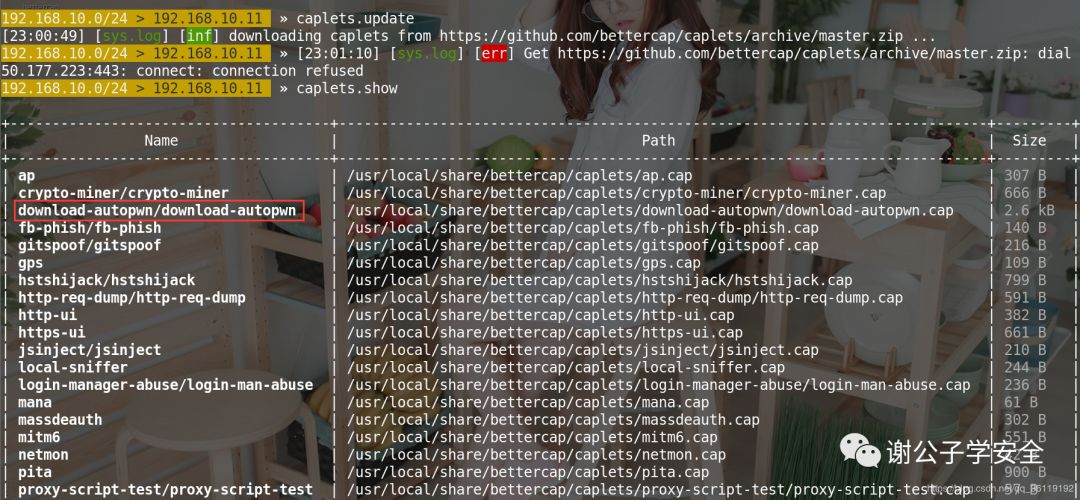 192.168.10.0/24 > 192.168.10.11 » caplets.update
[23:00:49] [sys.log] [inf] downloading caplets from https://github.com/bettercap/caplets/archive/master.zip ...
192.168.10.0/24 > 192.168.10.11 » [23:01:10] [sys.log] [err] Get https://github.com/bettercap/caplets/archive/master.zip: dial
50.177.223:443: connect: connection refused
192.168.10.0/24 > 192.168.10.11 » caplets.show
Name | Path | Size
ap | /usr/local/share/bettercap/caplets/ap.cap | 307 B
crypto-miner/crypto-miner | /usr/local/share/bettercap/caplets/crypto-miner/crypto-miner.cap | 666 B
download-autopwn/download-autopwn | /usr/local/share/bettercap/caplets/download-autopwn/download-autopwn.cap | 2.6 kB
fb-phish/fb-phish | /usr/local/share/bettercap/caplets/fb-phish/fb-phish.cap | 140 B
gitspoof/gitspoof | /usr/local/share/bettercap/caplets/gitspoof/gitspoof.cap | 216 B
gps | /usr/local/share/bettercap/caplets/gps.cap | 109 B
hstshijack/hstshijack | /usr/local/share/bettercap/caplets/hstshijack/hstshijack.cap | 799 B
http-req-dump/http-req-dump | /usr/local/share/bettercap/caplets/http-req-dump/http-req-dump.cap | 591 B
http-ui | /usr/local/share/bettercap/caplets/http-ui.cap | 382 B
https-ui | /usr/local/share/bettercap/caplets/https-ui.cap | 661 B
jsinject/jsinject | /usr/local/share/bettercap/caplets/jsinject/jsinject.cap | 210 B
local-sniffer | /usr/local/share/bettercap/caplets/local-sniffer.cap | 244 B
login-manager-abuse/login-man-abuse | /usr/local/share/bettercap/caplets/login-manager-abuse/login-man-abuse.cap | 236 B
mana | /usr/local/share/bettercap/caplets/mana.cap | 61 B
massdeauth | /usr/local/share/bettercap/caplets/massdeauth.cap | 302 B
mitm6 | /usr/local/share/bettercap/caplets/mitm6.cap | 551
netmon | /usr/local/share/bettercap/caplets/netmon.cap
谢公子学安全
pita | /usr/local/share/bettercap/caplets/pita.cap | 900 B
proxy-script-test/proxy-script-test | /usr/local/share/bettercap/caplets/proxy-script-test/proxy-script-test.cap